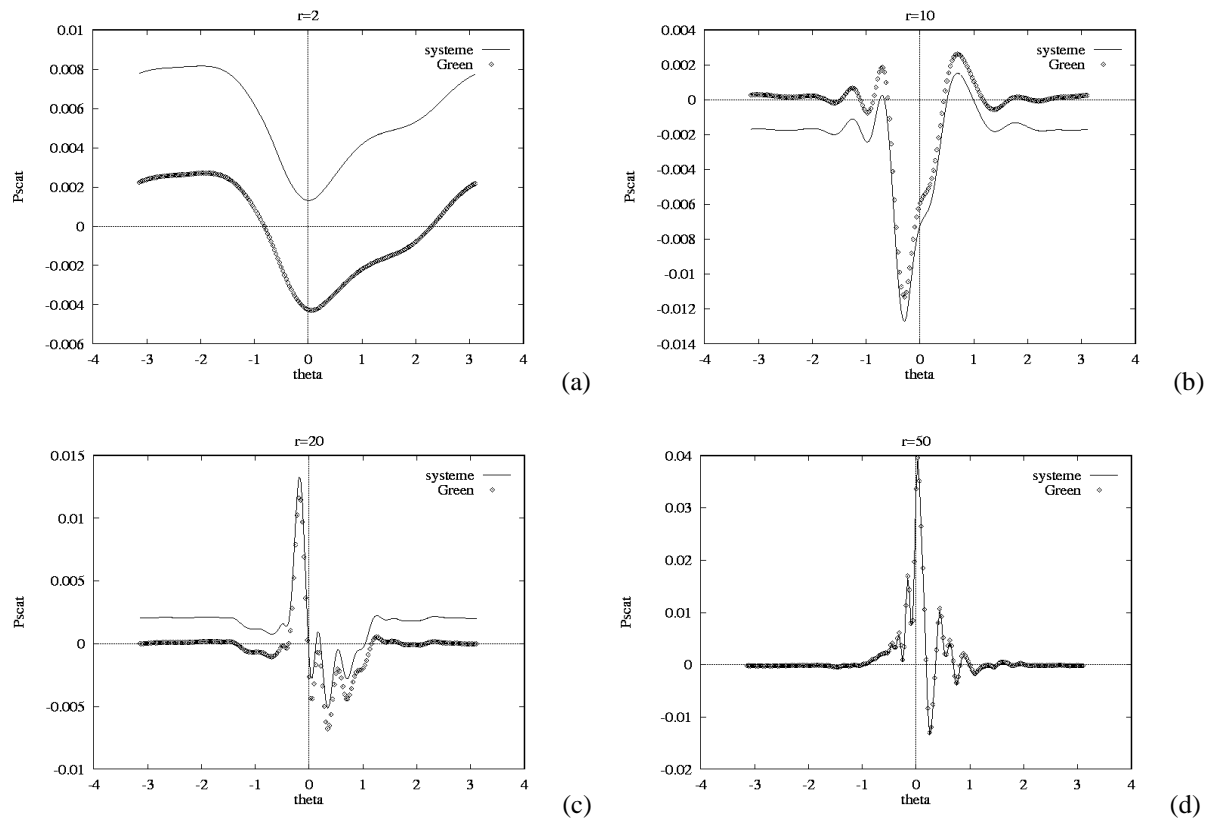 r=2
0.01
0.008
0.006
0.004
0.002
0
-0.002
-0.004
-0.006
Pscat
systeme
Green
-4 -3 -2 -1 0 1 2 3 4
theta
(a)
r=10
0.004
0.002
0
-0.002
-0.004
-0.006
-0.008
-0.01
-0.012
-0.014
Pscat
systeme
Green
-4 -3 -2 -1 0 1 2 3 4
theta
(b)
r=20
0.015
0.01
0.005
0
-0.005
-0.01
Pscat
systeme
Green
-4 -3 -2 -1 0 1 2 3 4
theta
(c)
r=50
0.04
0.03
0.02
0.01
0
-0.01
-0.02
Pscat
systeme
Green
-4 -3 -2 -1 0 1 2 3 4
theta
(d)